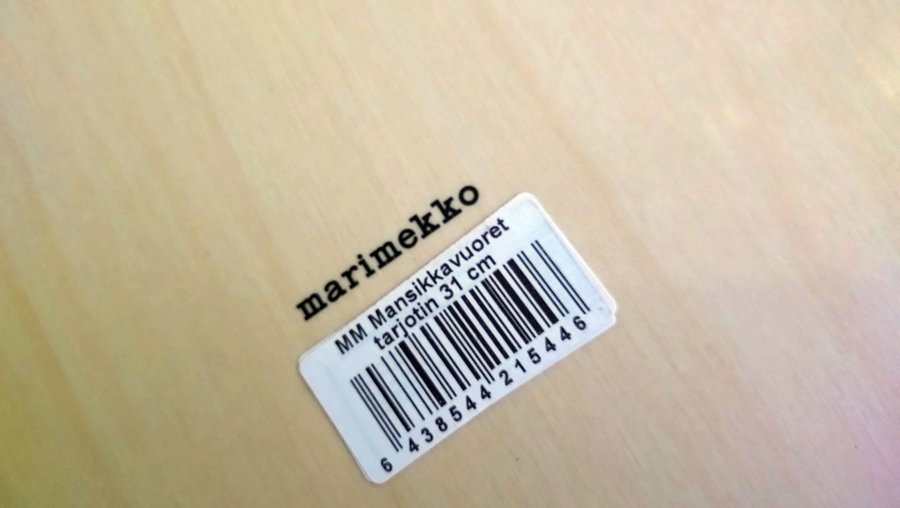 marimekko
MM Mansikkavuoret
tarjotin 31 cm
6 438544 215446